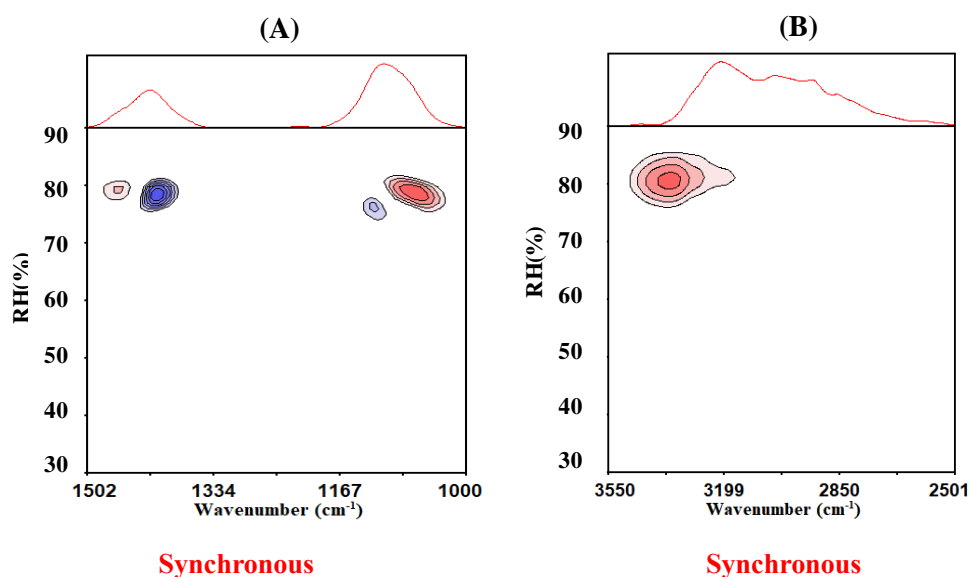 (A)
90
80
70
60
50
40
30
RH(%)
1502 1334 1167 1000
Wavenumber (cm-1)
Synchronous
(B)
90
80
70
60
50
40
30
RH(%)
3550 3199 2850 2501
Wavenumber (cm-1)
Synchronous